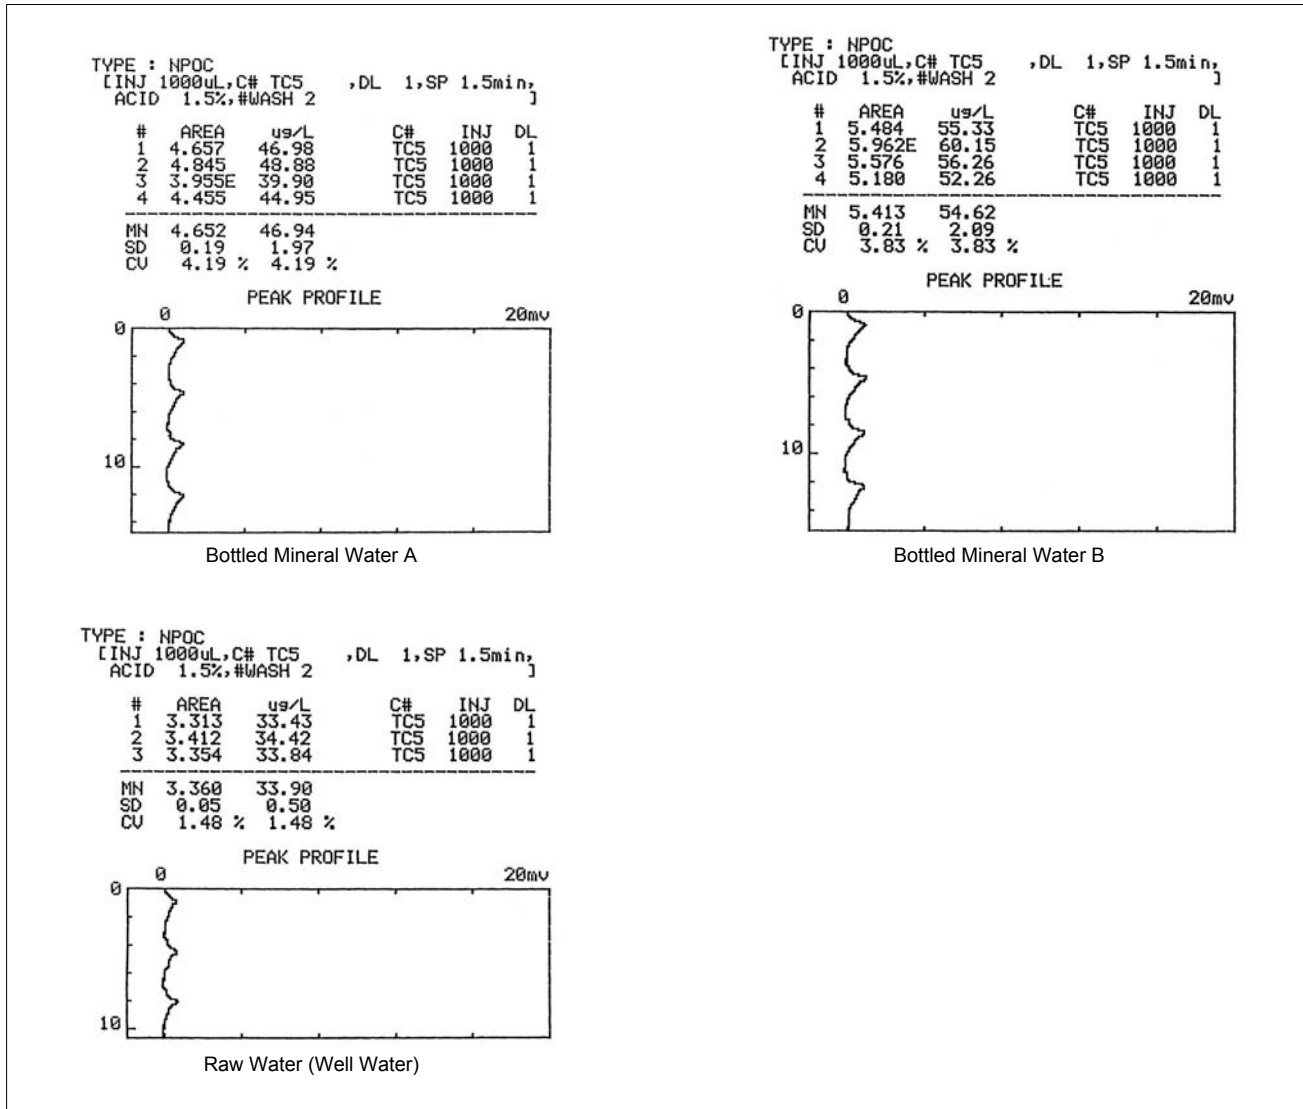 TYPE : NPOC
[INJ 1000uL,C# TC5 ,DL 1,SP 1.5min,
ACID 1.5%,#WASH 2 ]
# AREA ug/L C# INJ DL
1 4.657 46.98 TC5 1000 1
2 4.845 48.88 TC5 1000 1
3 3.955E 39.90 TC5 1000 1
4 4.455 44.95 TC5 1000 1
MN 4.652 46.94
SD 0.19 1.97
CV 4.19 % 4.19 %
PEAK PROFILE
0 20mv
0
10
Bottled Mineral Water A
TYPE : NPOC
[INJ 1000uL,C# TC5 ,DL 1,SP 1.5min,
ACID 1.5%,#WASH 2 ]
# AREA ug/L C# INJ DL
1 5.484 55.33 TC5 1000 1
2 5.962E 60.15 TC5 1000 1
3 5.576 56.26 TC5 1000 1
4 5.180 52.26 TC5 1000 1
MN 5.413 54.62
SD 0.21 2.09
CV 3.83 % 3.83 %
PEAK PROFILE
0 20mv
0
10
Bottled Mineral Water B
TYPE : NPOC
[INJ 1000uL,C# TC5 ,DL 1,SP 1.5min,
ACID 1.5%,#WASH 2 ]
# AREA ug/L C# INJ DL
1 3.313 33.43 TC5 1000 1
2 3.412 34.42 TC5 1000 1
3 3.354 33.84 TC5 1000 1
MN 3.360 33.90
SD 0.05 0.50
CV 1.48 % 1.48 %
PEAK PROFILE
0 20mv
0
10
Raw Water (Well Water)